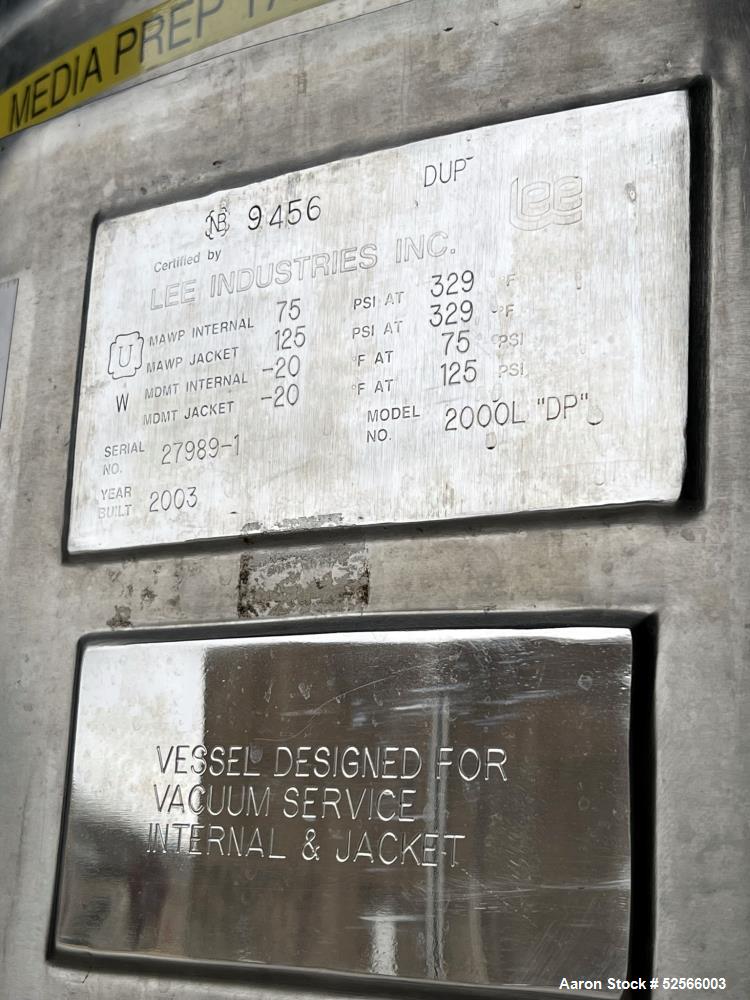 MEDIA PREP
DUP
NB 9456
Lee
Certified by
LEE INDUSTRIES INC.
U
W
MAWP INTERNAL 75 PSI AT 329 °F
MAWP JACKET 125 PSI AT 329 °F
MDMT INTERNAL -20 °F AT 75 PSI
MDMT JACKET -20 °F AT 125 PSI
SERIAL NO. 27989-1 MODEL NO. 2000L "DP"
YEAR BUILT 2003
VESSEL DESIGNED FOR
VACUUM SERVICE
INTERNAL & JACKET
Aaron Stock # 52566003